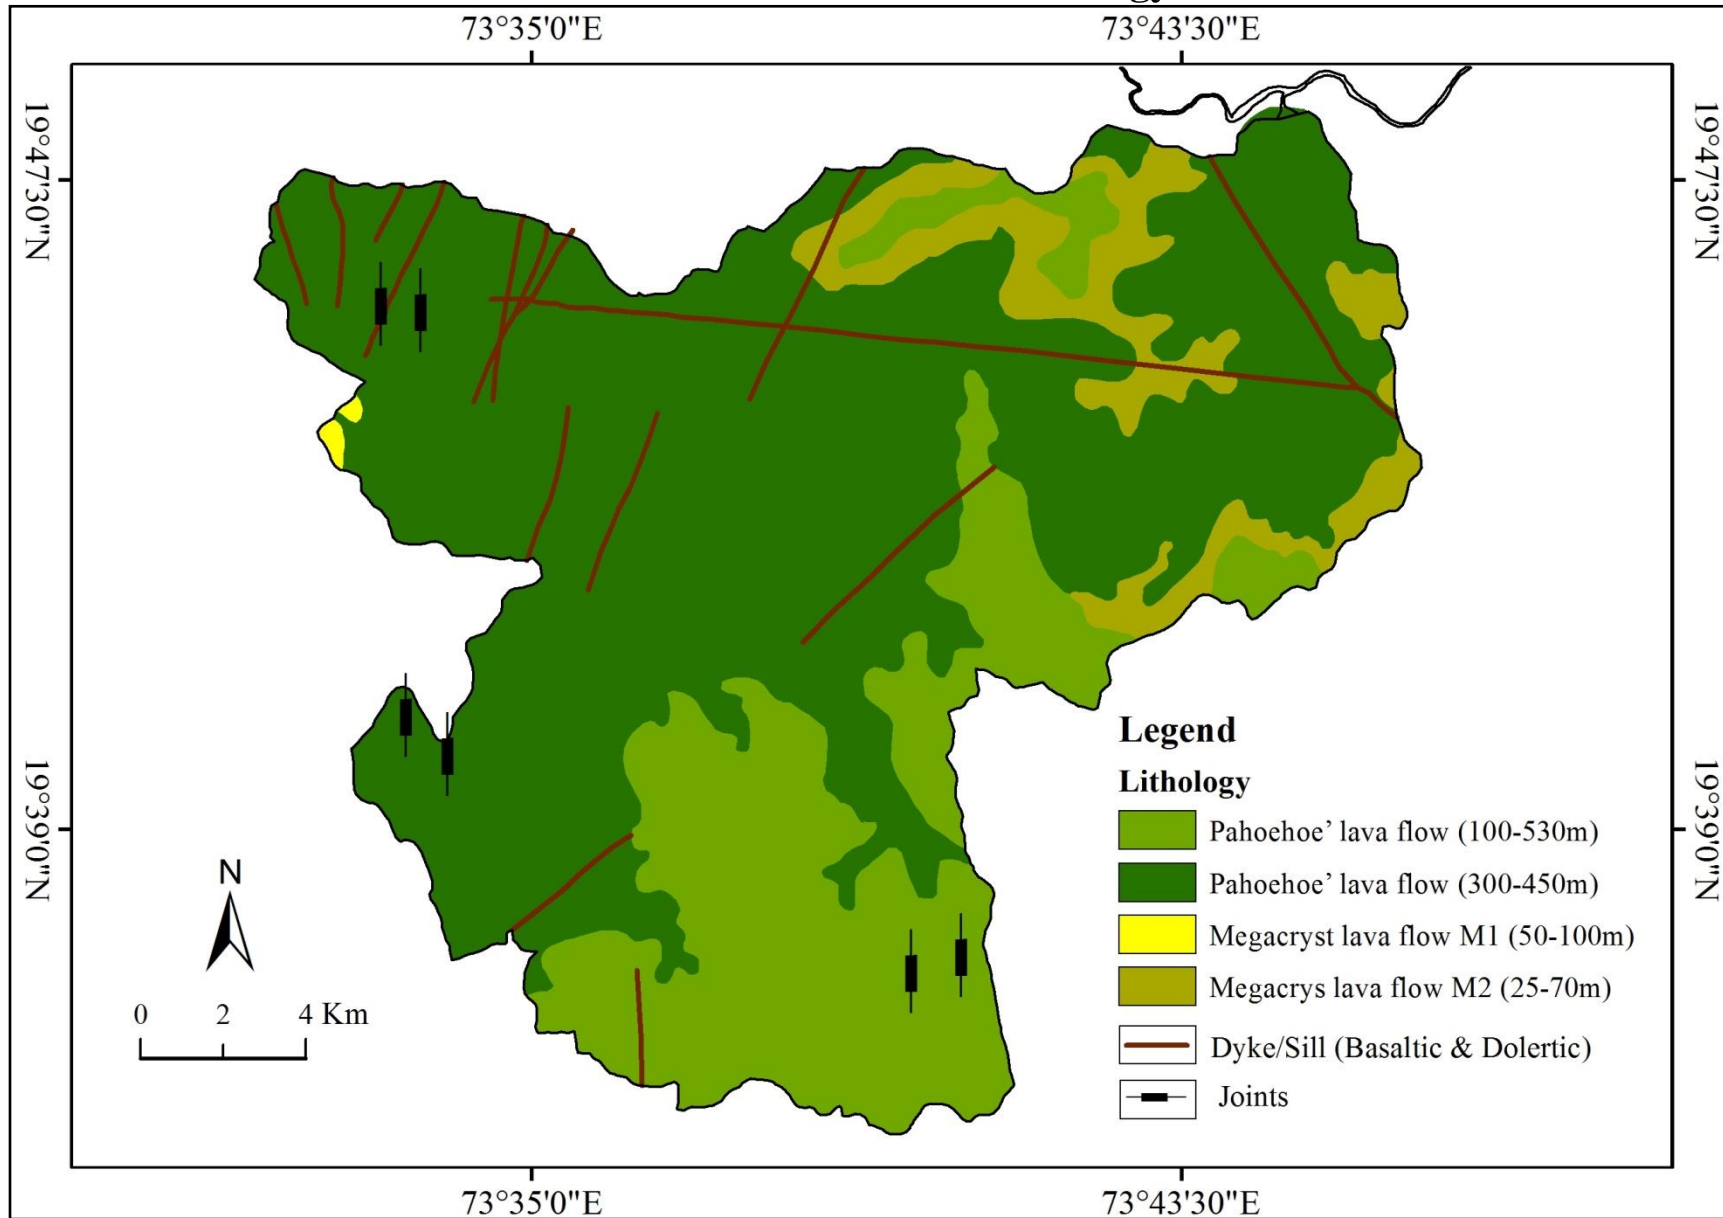 73°35'0"E 73°43'30"E
19°47'30"N 19°47'30"N
Legend
Lithology
Pahoehoe’ lava flow (100-530m)
19°39'0"N 19°39'0"N
Pahoehoe’ lava flow (300-450m)
N
Megacryst lava flow M1 (50-100m)
Megacrys lava flow M2 (25-70m)
0 2 4 Km
Dyke/Sill (Basaltic & Dolertic)
Joints
73°35'0"E 73°43'30"E